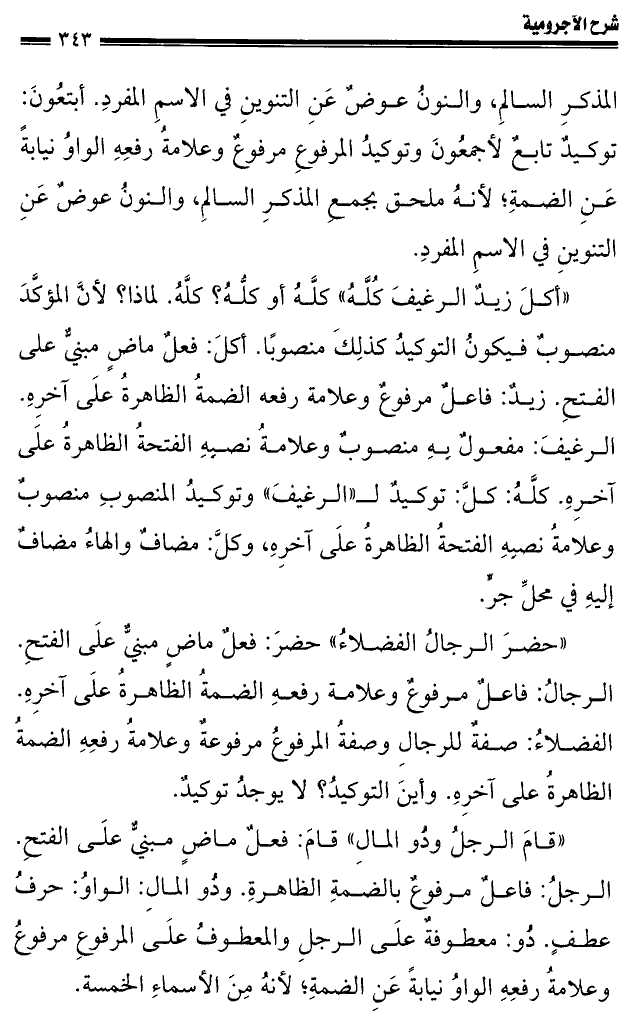 شرح الآجرومية
٣٤٣
المذكرِ السالمِ، والنونُ عوضٌ عَنِ التنوينِ في الاسمِ المفردِ. أبتعُونَ:
توكيدٌ تابعٌ لأجمعُونَ وتوكيدُ المرفوعِ مرفوعٌ وعلامةُ رفعِهِ الواوُ نيابةً
عَنِ الضمةِ؛ لأنهُ ملحق بجمعِ المذكرِ السالمِ، والنونُ عوضٌ عَنِ
التنوينِ في الاسمِ المفردِ.
«أكلَ زيدٌ الرغيفَ كُلَّهُ» كلَّهُ أو كلُّهُ؟ كلَّهُ. لماذا؟ لأنَّ المؤكَّدَ
منصوبٌ فيكونُ التوكيدُ كذلِكَ منصوبًا. أكلَ: فعلٌ ماضٍ مبنيٌّ على
الفتحِ. زيدٌ: فاعلٌ مرفوعٌ وعلامة رفعه الضمةُ الظاهرةُ علَى آخرِهِ.
الرغيفَ: مفعولٌ بِهِ منصوبٌ وعلامةُ نصبِهِ الفتحةُ الظاهرةُ علَى
آخرِهِ. كلَّهُ: كلَّ: توكيدٌ لـ«الرغيفَ» وتوكيدُ المنصوبِ منصوبٌ
وعلامةُ نصبِهِ الفتحةُ الظاهرةُ علَى آخرِهِ، وكلَّ: مضافٌ والهاءُ مضافٌ
إليهِ في محلِّ جرٍّ.
«حضرَ الرجالُ الفضلاءُ» حضرَ: فعلٌ ماضٍ مبنيٌّ علَى الفتحِ.
الرجالُ: فاعلٌ مرفوعٌ وعلامة رفعِهِ الضمةُ الظاهرةُ علَى آخرِهِ.
الفضلاءُ: صفةٌ للرجالِ وصفةُ المرفوعُ مرفوعةٌ وعلامةُ رفعِهِ الضمةُ
الظاهرةُ على آخرِهِ. وأينَ التوكيدُ؟ لا يوجدُ توكيدٌ.
«قامَ الرجلُ وذُو المالِ» قامَ: فعلٌ ماضٍ مبنيٌّ علَى الفتحِ.
الرجلُ: فاعلٌ مرفوعٌ بالضمةِ الظاهرةِ. وذُو المال: الواوُ: حرفُ
عطفٍ. ذُو: معطوفةٌ علَى الرجلِ والمعطوفُ علَى المرفوعِ مرفوعُ
وعلامةُ رفعِهِ الواوُ نيابةً عَنِ الضمةِ؛ لأنهُ مِنَ الأسماءِ الخمسة.